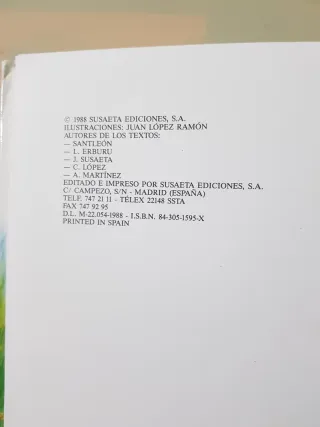 © 1988 SUSAETA EDICIONES, S.A.
ILUSTRACIONES: JUAN LÓPEZ RAMÓN
AUTORES DE LOS TEXTOS:
— SANTLEÓN
— L. ERBURU
— J. SUSAETA
— C. LÓPEZ
— A. MARTÍNEZ
EDITADO E IMPRESO POR SUSAETA EDICIONES, S.A.
C/ CAMPEZO, S/N - MADRID (ESPAÑA)
TELF. 747 21 11 - TÉLEX 22148 SSTA
FAX 747 92 95
D.L. M-22.054-1988 - I.S.B.N. 84-305-1595-X
PRINTED IN SPAIN